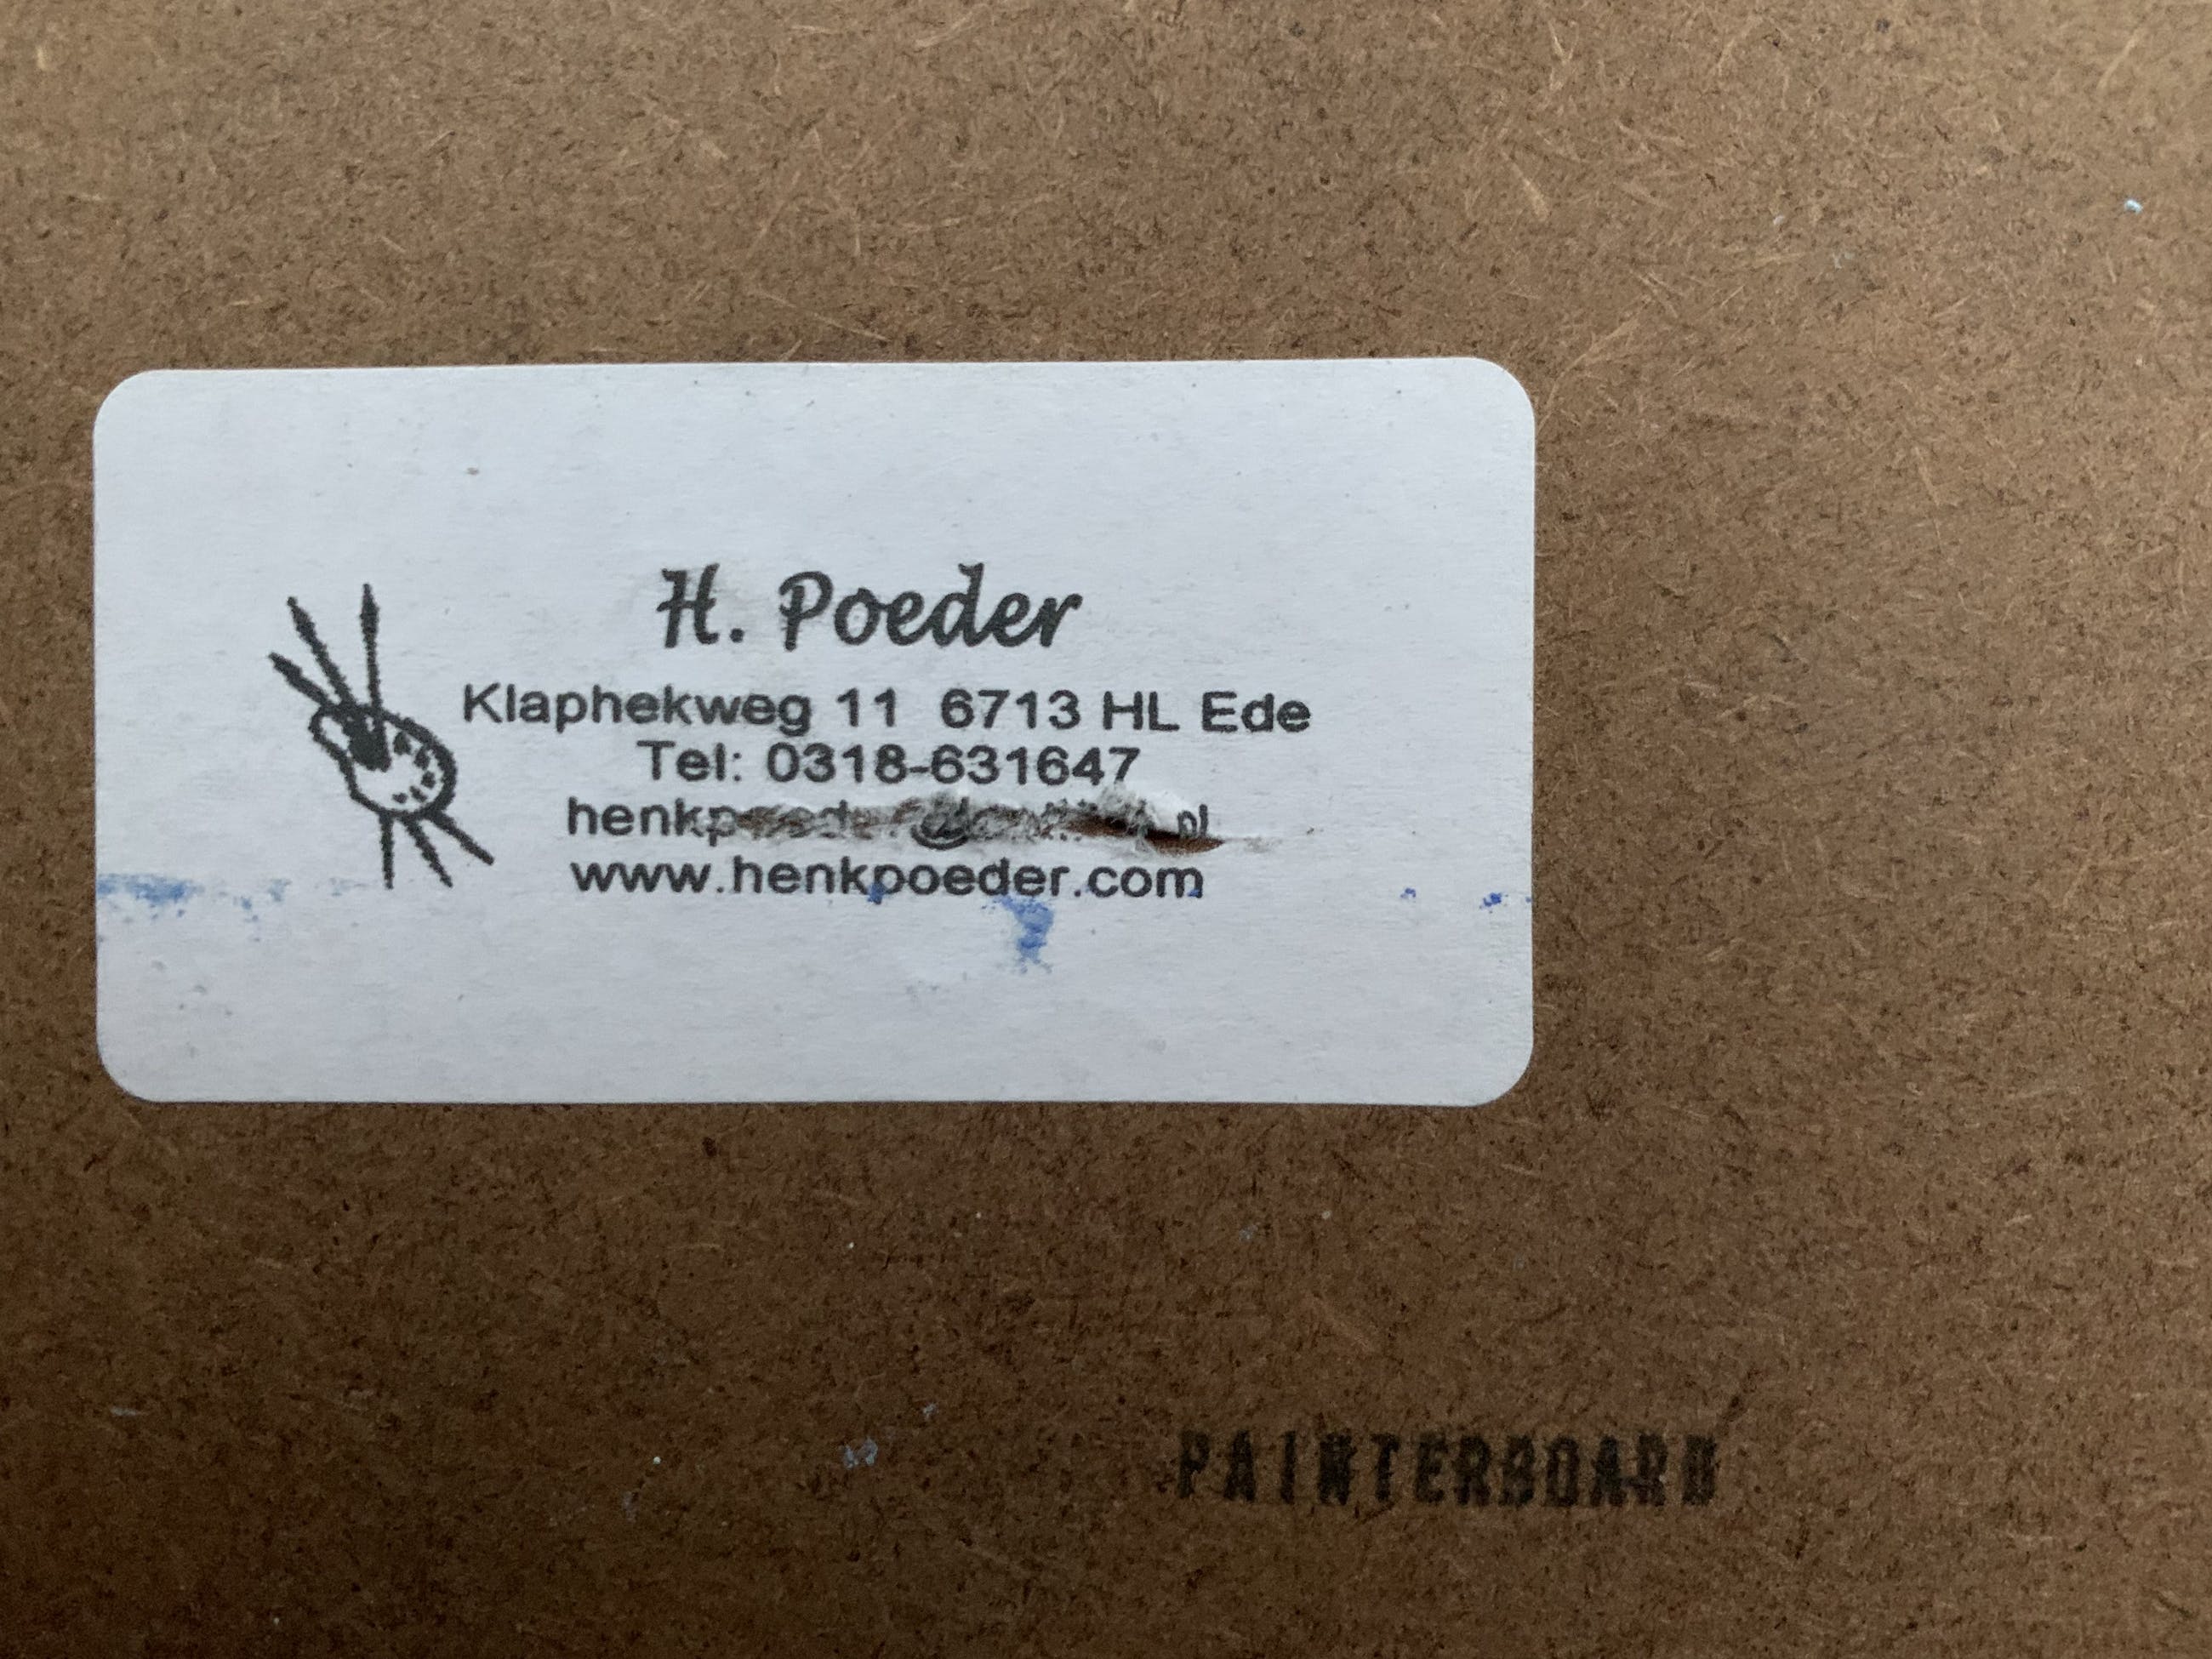 H. Poeder
Klaphekweg 11 6713 HL Ede
Tel: 0318-631647
www.henkpoeder.com
PAINTERBOARD